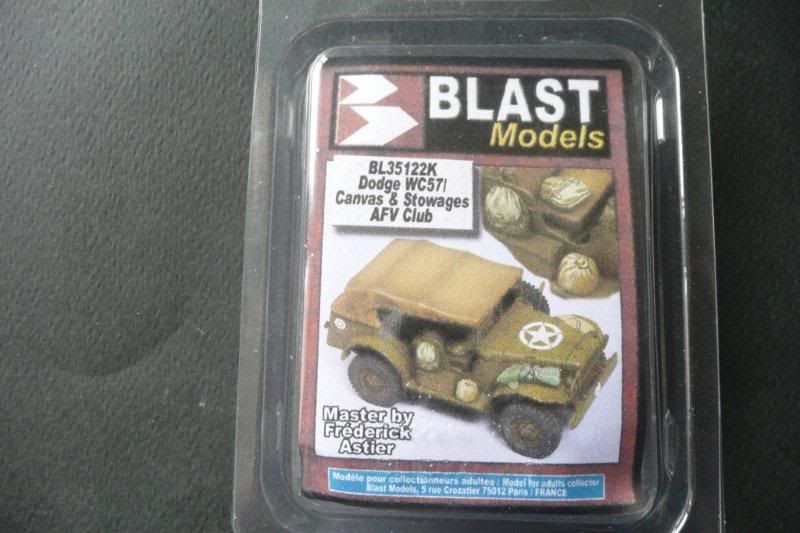 BLAST
Models
BL35122K
Dodge WC57/
Canvas & Stowages
AFV Club
Master by
Fréderick
Astier
Modèle pour collectionneurs adultes / Model for adults collector
Blast Models, 5 rue Crozatier 75012 Paris / FRANCE